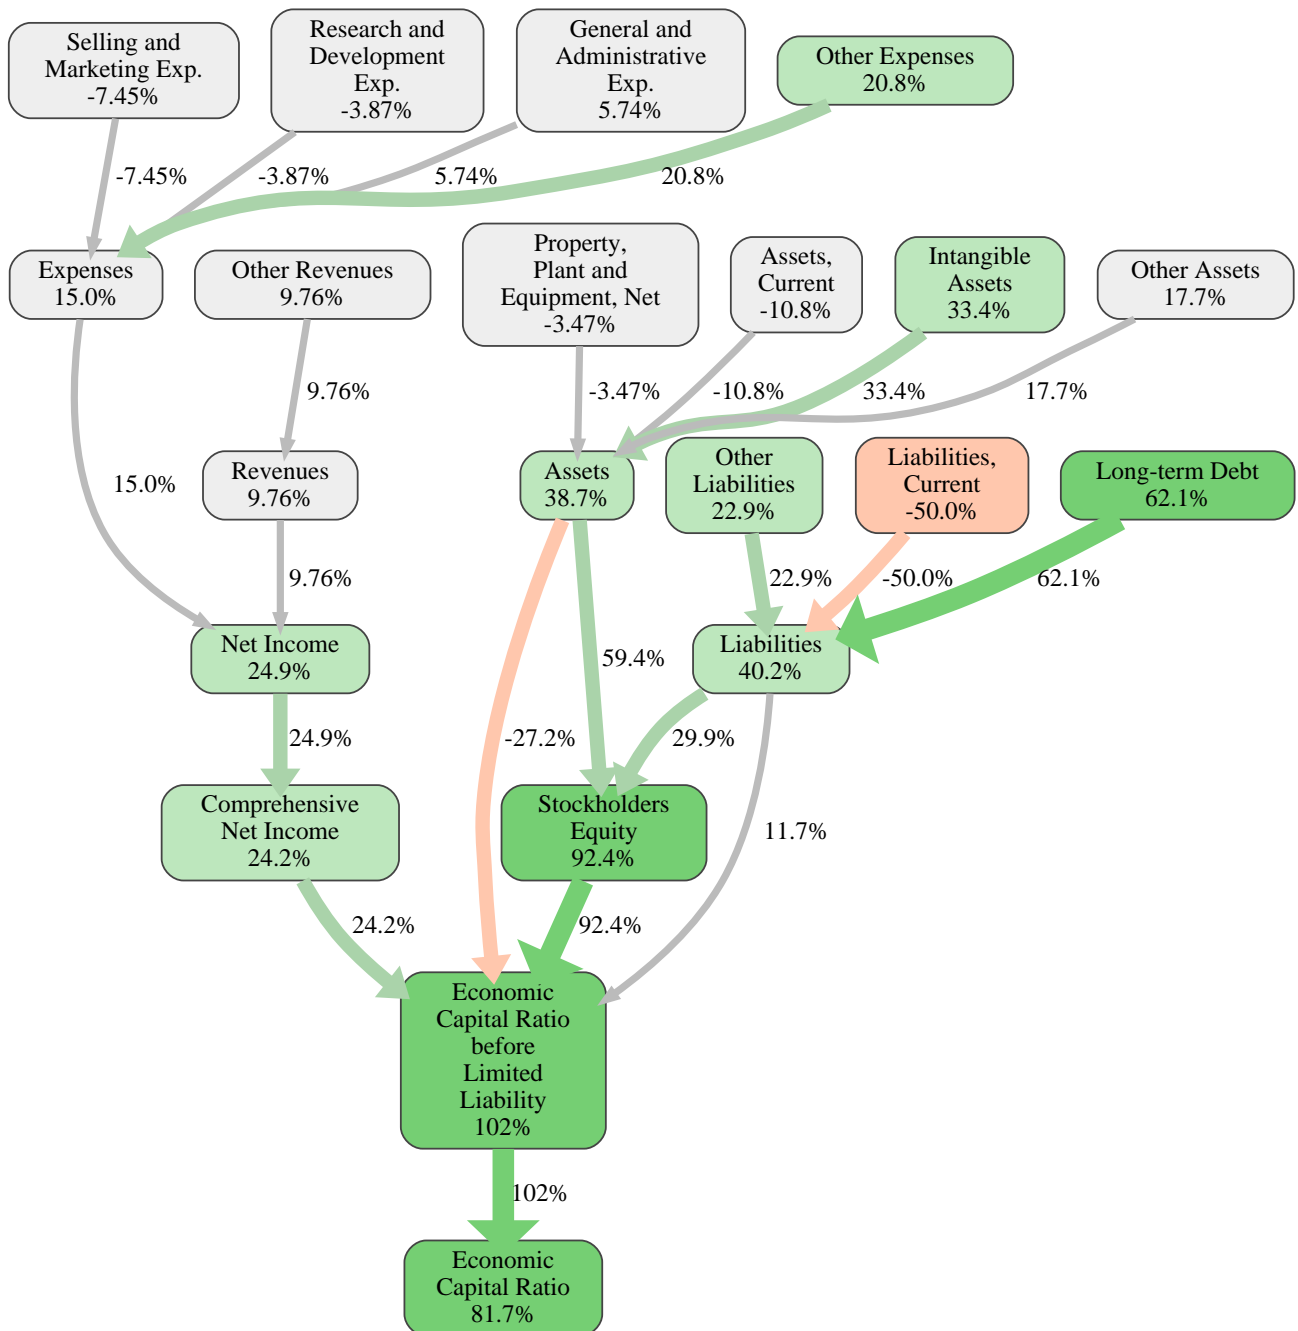 Selling and
Marketing Exp.
-7.45%
Research and
Development
Exp.
-3.87%
General and
Administrative
Exp.
5.74%
Other Expenses
20.8%
-7.45%
-3.87%
5.74%
20.8%
Expenses
15.0%
Other Revenues
9.76%
Property,
Plant and
Equipment, Net
-3.47%
Assets,
Current
-10.8%
Intangible
Assets
33.4%
Other Assets
17.7%
9.76%
-3.47%
-10.8%
33.4%
17.7%
15.0%
Revenues
9.76%
Assets
38.7%
Other
Liabilities
22.9%
Liabilities,
Current
-50.0%
Long-term Debt
62.1%
9.76%
22.9%
-50.0%
62.1%
Net Income
24.9%
59.4%
Liabilities
40.2%
24.9%
-27.2%
29.9%
Comprehensive
Net Income
24.2%
Stockholders
Equity
92.4%
11.7%
24.2%
92.4%
Economic
Capital Ratio
before
Limited
Liability
102%
102%
Economic
Capital Ratio
81.7%